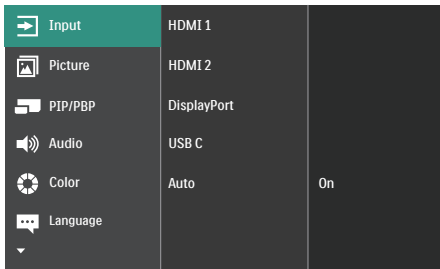 Input HDMI 1
Picture HDMI 2
PIP/PBP DisplayPort
Audio USB C
Color Auto On
Language